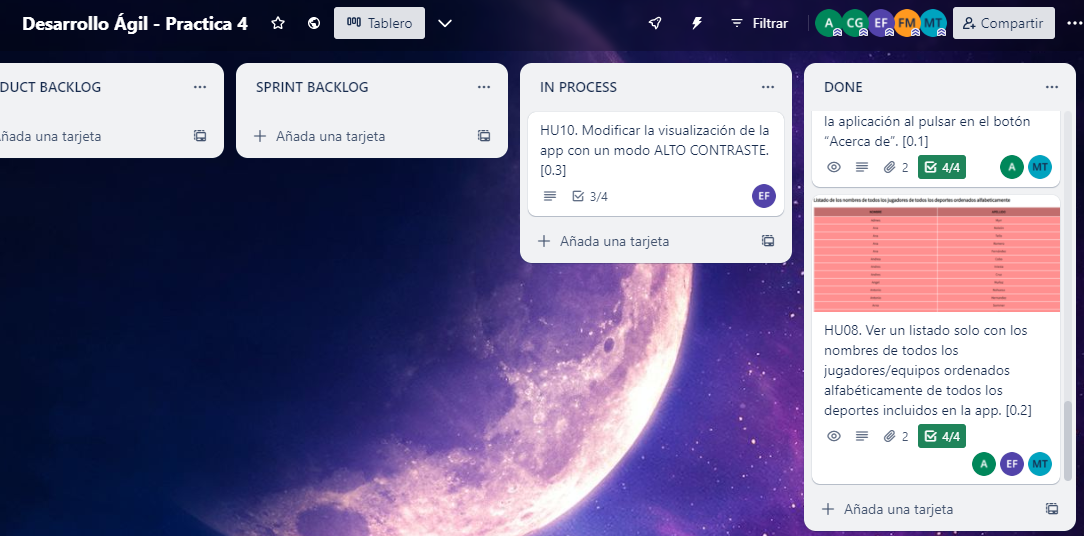 Desarrollo Ágil - Practica 4
Tablero
Filtrar
A CG EF FM MT
Compartir
DUCT BACKLOG
ñada una tarjeta
SPRINT BACKLOG
Añada una tarjeta
IN PROCESS
HU10. Modificar la visualización de la
app con un modo ALTO CONTRASTE.
[0.3]
3/4
EF
Añada una tarjeta
DONE
la aplicación al pulsar en el botón
“Acerca de”. [0.1]
2 4/4 A MT
Listado de los nombres de todos los jugadores de todos los deportes ordenados alfabeticamente
HU08. Ver un listado solo con los
nombres de todos los
jugadores/equipos ordenados
alfabéticamente de todos los
deportes incluidos en la app. [0.2]
2 4/4
A EF MT
Añada una tarjeta